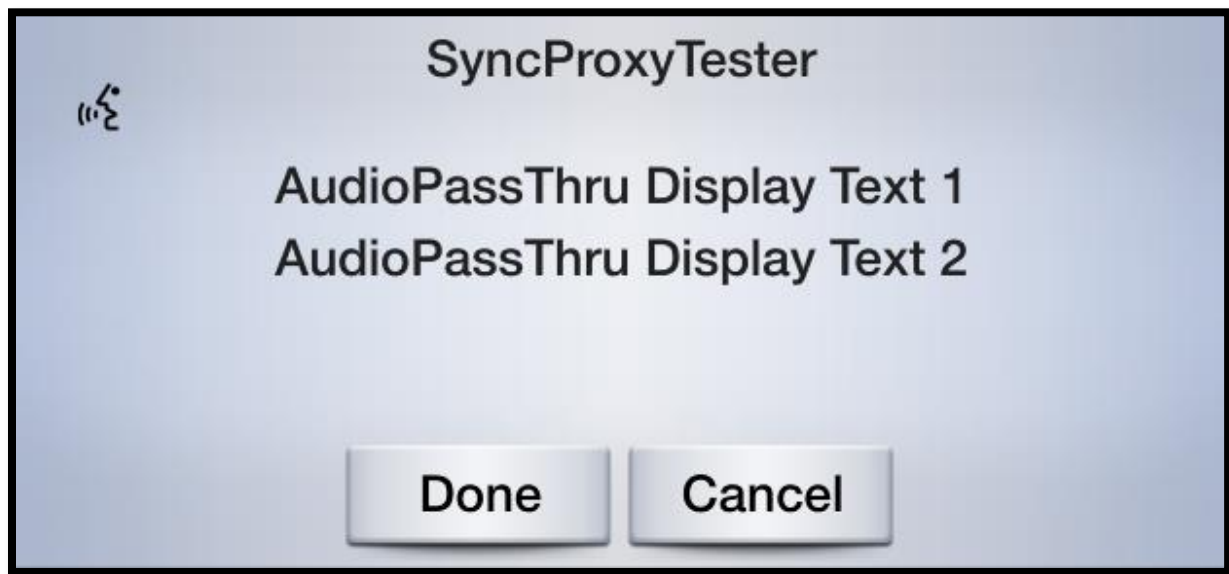 SyncProxyTester
AudioPassThru Display Text 1
AudioPassThru Display Text 2
Done Cancel